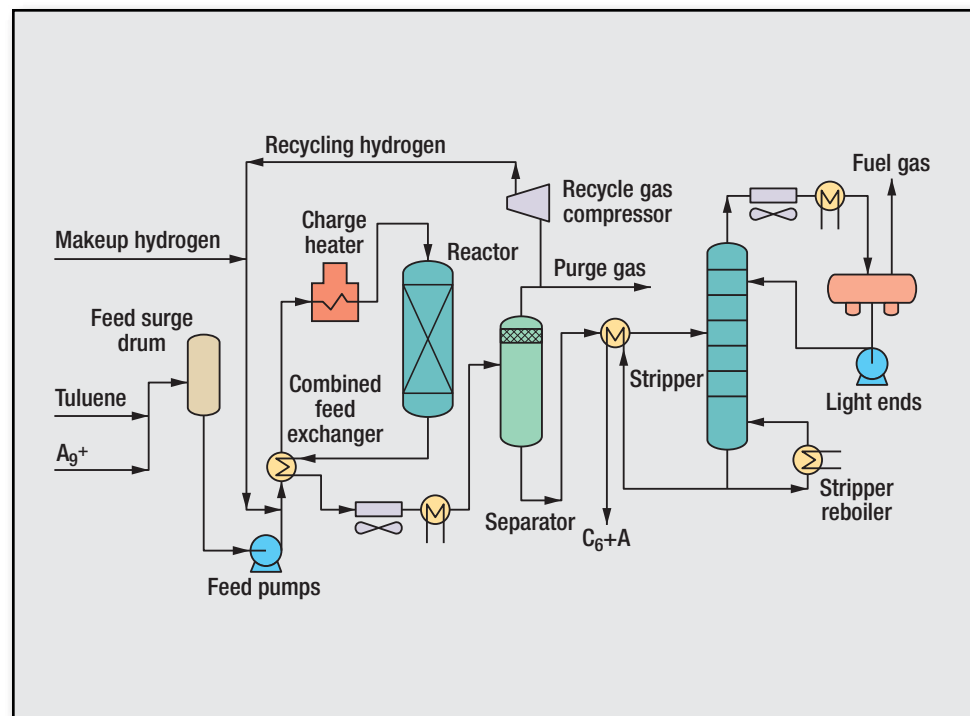 Recycling hydrogen
Fuel gas
Recycle gas
compressor
Charge
heater
Makeup hydrogen
Reactor
Purge gas
Feed surge
drum
Combined
feed
exchanger
Stripper
Tuluene
Light ends
A₉⁺
Stripper
reboiler
Separator
C₆+A
Feed pumps